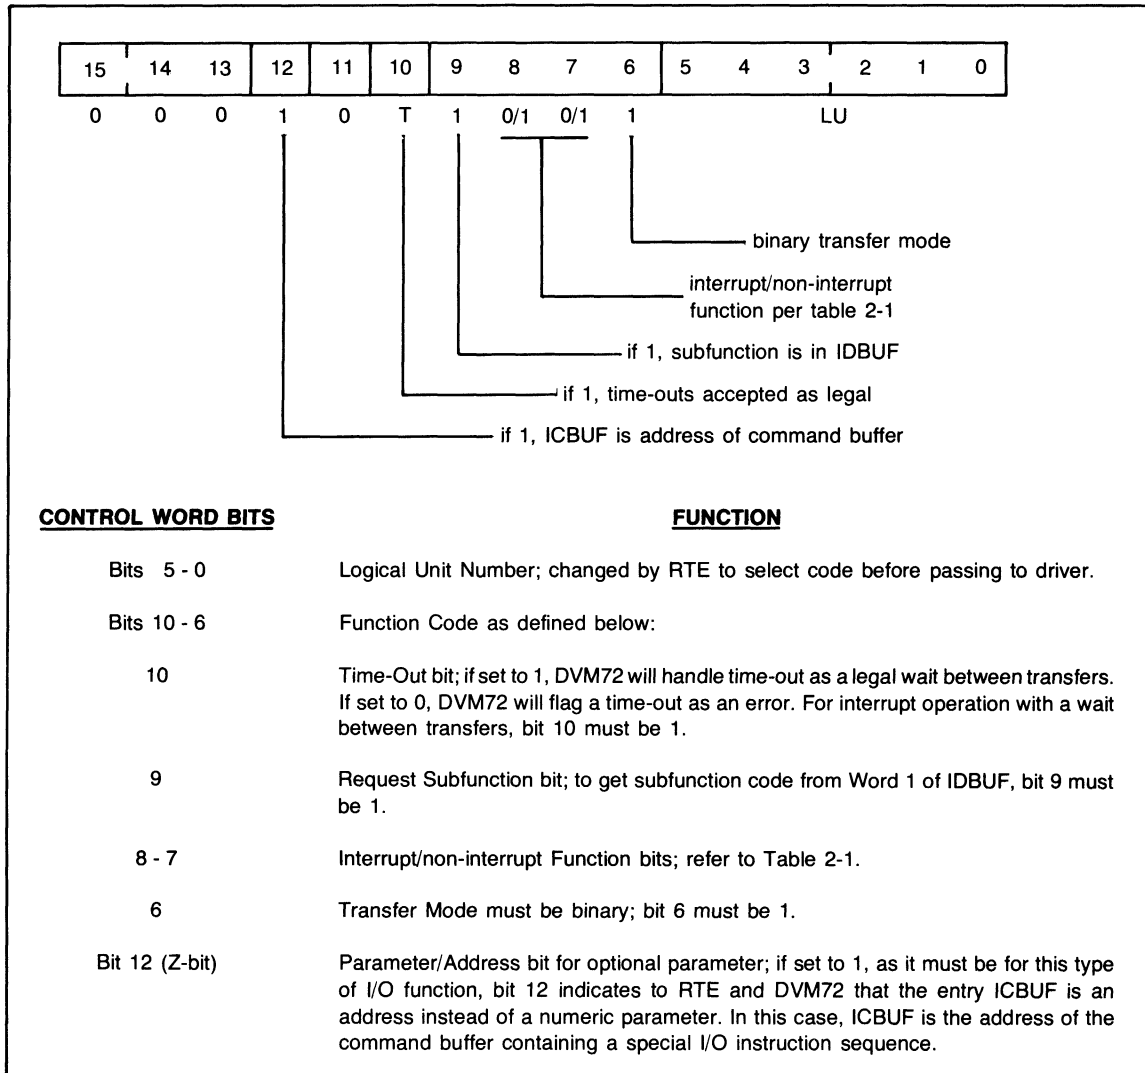 15 14 13 12 11 10 9 8 7 6 5 4 3 2 1 0
0 0 0 1 0 T 1 0/1 0/1 1 LU
binary transfer mode
interrupt/non-interrupt
function per table 2-1
if 1, subfunction is in IDBUF
if 1, time-outs accepted as legal
if 1, ICBUF is address of command buffer
CONTROL WORD BITS FUNCTION
Bits 5 - 0 Logical Unit Number; changed by RTE to select code before passing to driver.
Bits 10 - 6 Function Code as defined below:
10 Time-Out bit; if set to 1, DVM72 will handle time-out as a legal wait between transfers.
If set to 0, DVM72 will flag a time-out as an error. For interrupt operation with a wait
between transfers, bit 10 must be 1.
9 Request Subfunction bit; to get subfunction code from Word 1 of IDBUF, bit 9 must
be 1.
8 - 7 Interrupt/non-interrupt Function bits; refer to Table 2-1.
6 Transfer Mode must be binary; bit 6 must be 1.
Bit 12 (Z-bit) Parameter/Address bit for optional parameter; if set to 1, as it must be for this type
of I/O function, bit 12 indicates to RTE and DVM72 that the entry ICBUF is an
address instead of a numeric parameter. In this case, ICBUF is the address of the
command buffer containing a special I/O instruction sequence.